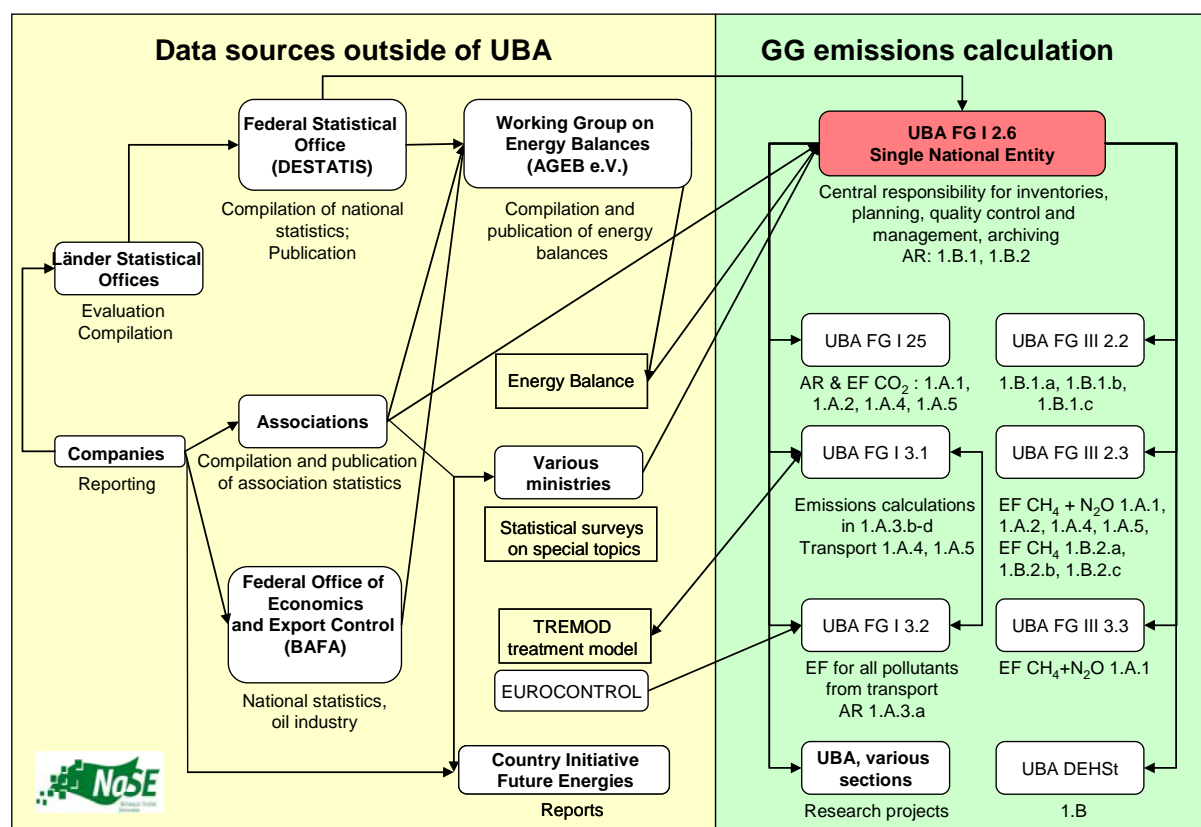 Data sources outside of UBA
GG emissions calculation
Federal Statistical
Office
(DESTATIS)
Compilation of national
statistics;
Publication
Working Group on
Energy Balances
(AGEB e.V.)
Compilation and
publication of energy
balances
UBA FG I 2.6
Single National Entity
Central responsibility for inventories,
planning, quality control and
management, archiving
AR: 1.B.1, 1.B.2
Länder Statistical
Offices
Evaluation
Compilation
Energy Balance
UBA FG I 25
AR & EF CO₂ : 1.A.1,
1.A.2, 1.A.4, 1.A.5
UBA FG III 2.2
1.B.1.a, 1.B.1.b,
1.B.1.c
Companies
Reporting
Associations
Compilation and publication
of association statistics
Various
ministries
Statistical surveys
on special topics
UBA FG I 3.1
Emissions calculations
in 1.A.3.b-d
Transport 1.A.4, 1.A.5
UBA FG III 2.3
EF CH₄ + N₂O 1.A.1,
1.A.2, 1.A.4, 1.A.5,
EF CH₄ 1.B.2.a,
1.B.2.b, 1.B.2.c
Federal Office of
Economics
and Export Control
(BAFA)
National statistics,
oil industry
TREMOD
treatment model
EUROCONTROL
UBA FG I 3.2
EF for all pollutants
from transport
AR 1.A.3.a
UBA FG III 3.3
EF CH₄+N₂O 1.A.1
NaSE
Country Initiative
Future Energies
Reports
UBA, various
sections
Research projects
UBA DEHSt
1.B